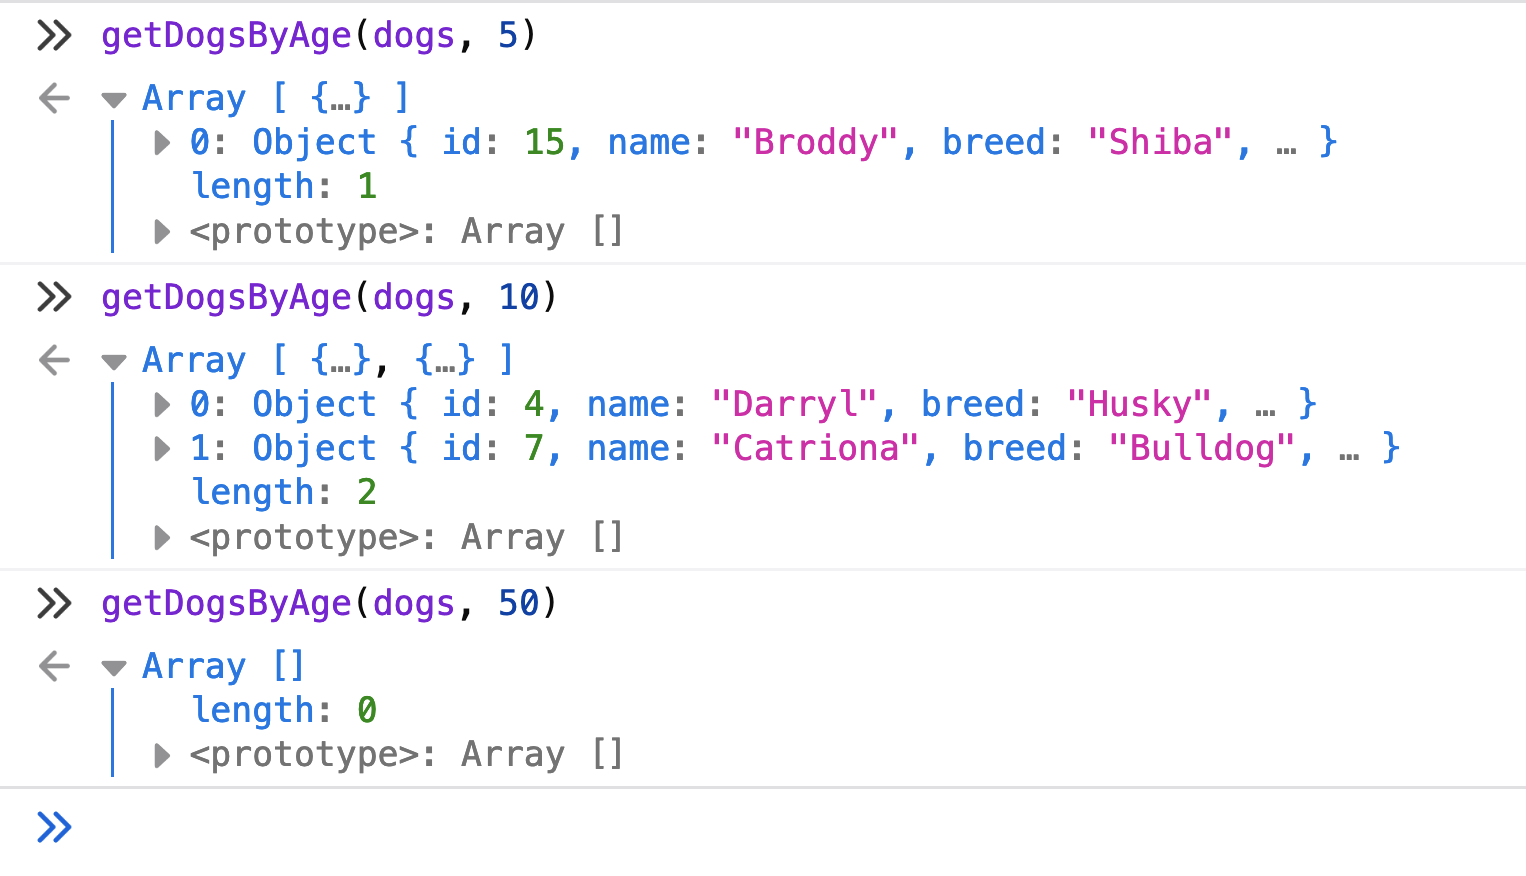 getDogsByAge(dogs, 5)
Array [ {…} ]
0: Object { id: 15, name: "Broddy", breed: "Shiba", … }
length: 1
<prototype>: Array []
getDogsByAge(dogs, 10)
Array [ {…}, {…} ]
0: Object { id: 4, name: "Darryl", breed: "Husky", … }
1: Object { id: 7, name: "Catriona", breed: "Bulldog", … }
length: 2
<prototype>: Array []
getDogsByAge(dogs, 50)
Array []
length: 0
<prototype>: Array []